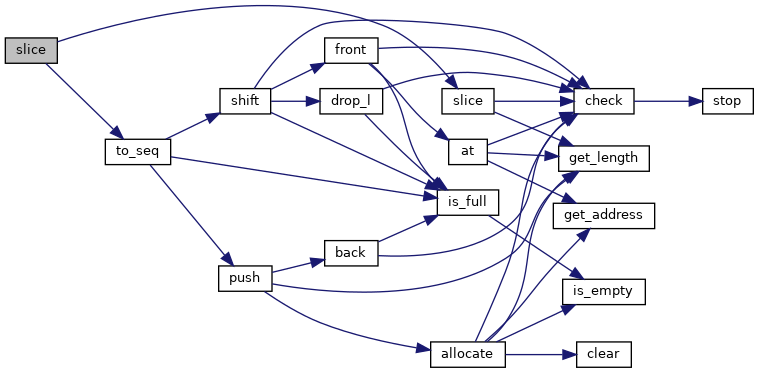 slice
to_seq
shift
push
front
drop_l
back
slice
at
is_full
allocate
check
get_length
get_address
is_empty
clear
stop